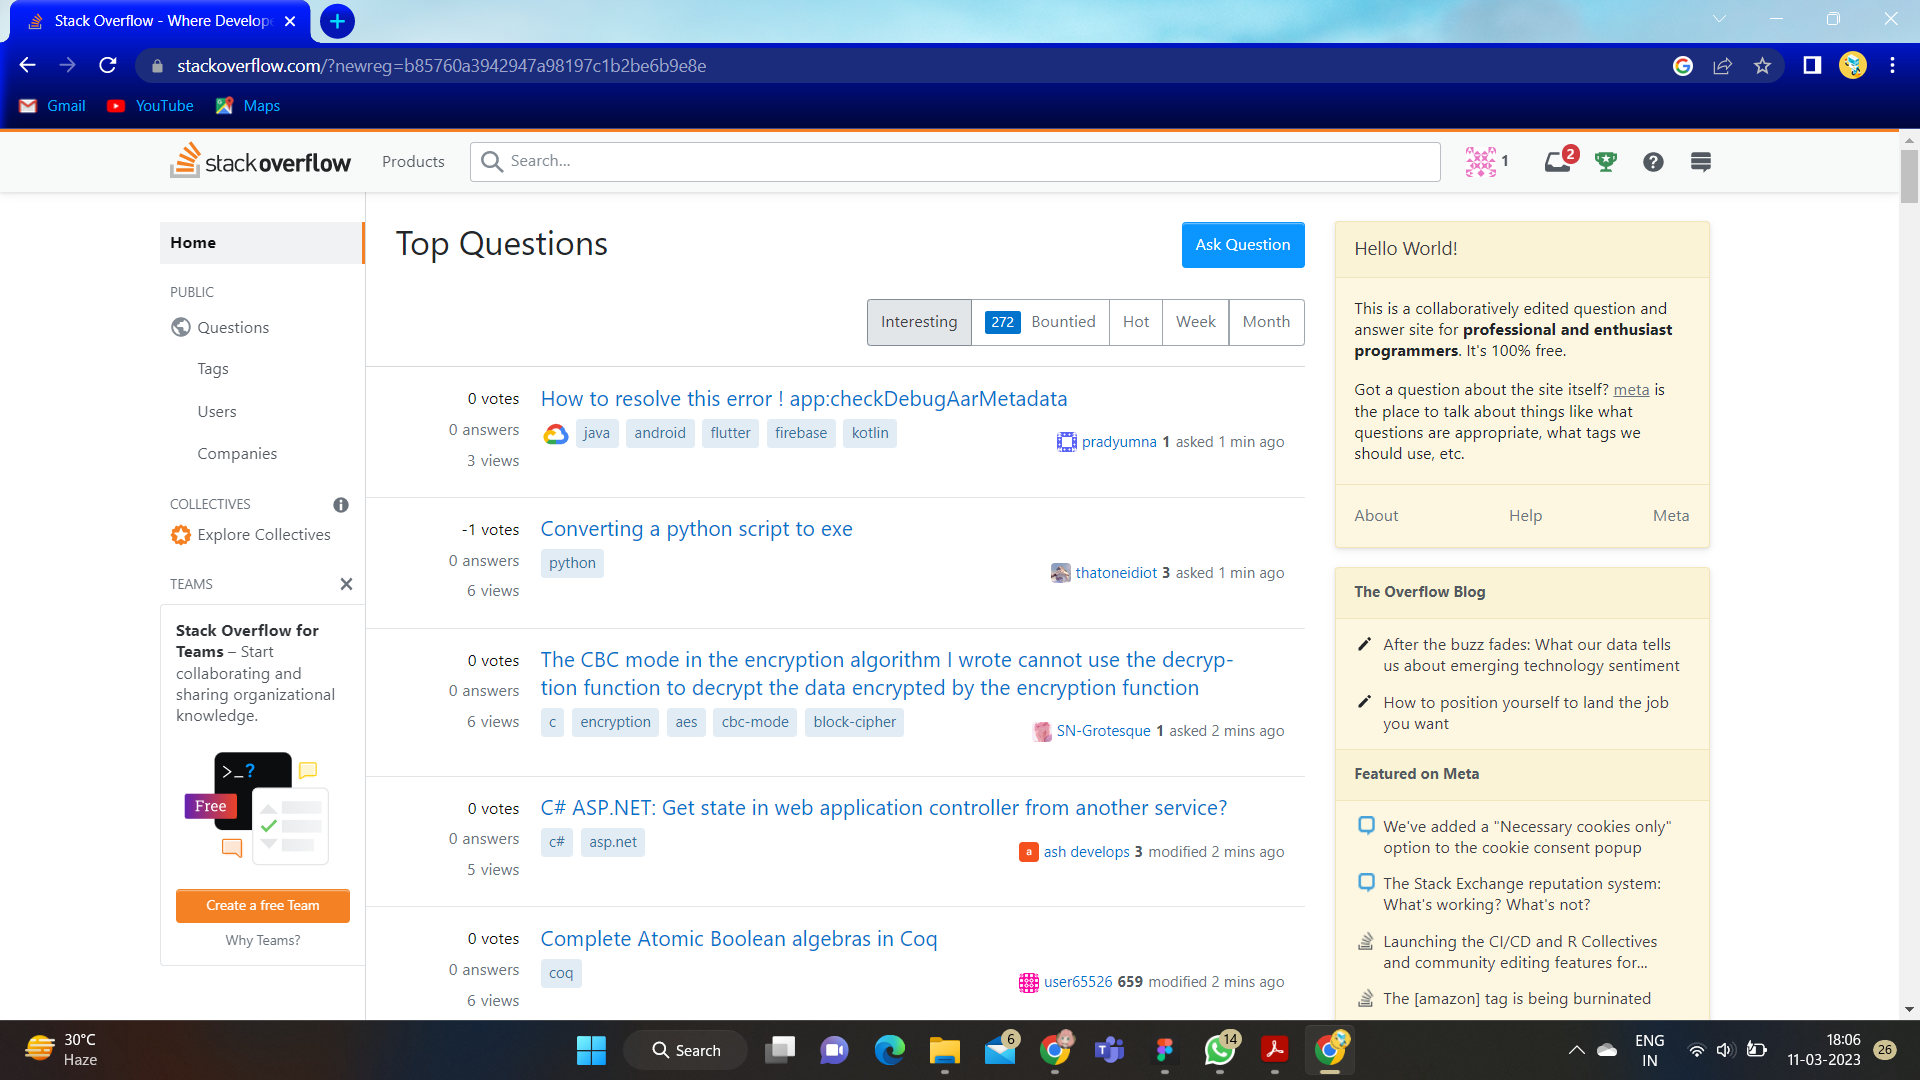 Stack Overflow - Where Develope
stackoverflow.com/?newreg=b85760a3942947a98197c1b2be6b9e8e
Gmail
YouTube
Maps
stackoverflow
Products
Search...
1
2
Home
PUBLIC
Questions
Tags
Users
Companies
COLLECTIVES
Explore Collectives
TEAMS
Stack Overflow for
Teams – Start
collaborating and
sharing organizational
knowledge.
>_?
Free
Create a free Team
Why Teams?
Top Questions
Ask Question
Interesting
272 Bountied
Hot
Week
Month
0 votes
0 answers
3 views
How to resolve this error ! app:checkDebugAarMetadata
java android flutter firebase kotlin
pradyumna 1 asked 1 min ago
-1 votes
0 answers
6 views
Converting a python script to exe
python
thatoneidiot 3 asked 1 min ago
0 votes
0 answers
6 views
The CBC mode in the encryption algorithm I wrote cannot use the decryp-
tion function to decrypt the data encrypted by the encryption function
c encryption aes cbc-mode block-cipher
SN-Grotesque 1 asked 2 mins ago
0 votes
0 answers
5 views
C# ASP.NET: Get state in web application controller from another service?
c# asp.net
a ash develops 3 modified 2 mins ago
0 votes
0 answers
6 views
Complete Atomic Boolean algebras in Coq
coq
user65526 659 modified 2 mins ago
Hello World!
This is a collaboratively edited question and
answer site for professional and enthusiast
programmers. It's 100% free.
Got a question about the site itself? meta is
the place to talk about things like what
questions are appropriate, what tags we
should use, etc.
About
Help
Meta
The Overflow Blog
After the buzz fades: What our data tells
us about emerging technology sentiment
How to position yourself to land the job
you want
Featured on Meta
We've added a "Necessary cookies only"
option to the cookie consent popup
The Stack Exchange reputation system:
What's working? What's not?
Launching the CI/CD and R Collectives
and community editing features for...
The [amazon] tag is being burninated
30°C
Haze
Search
6
14
ENG
IN
18:06
11-03-2023
26